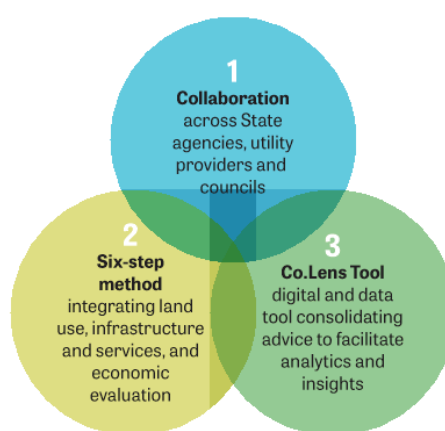 1
Collaboration
across State
agencies, utility
providers and
councils
2
Six-step
method
integrating land
use, infrastructure
and services, and
economic
evaluation
3
Co.Lens Tool
digital and data
tool consolidating
advice to facilitate
analytics and
insights